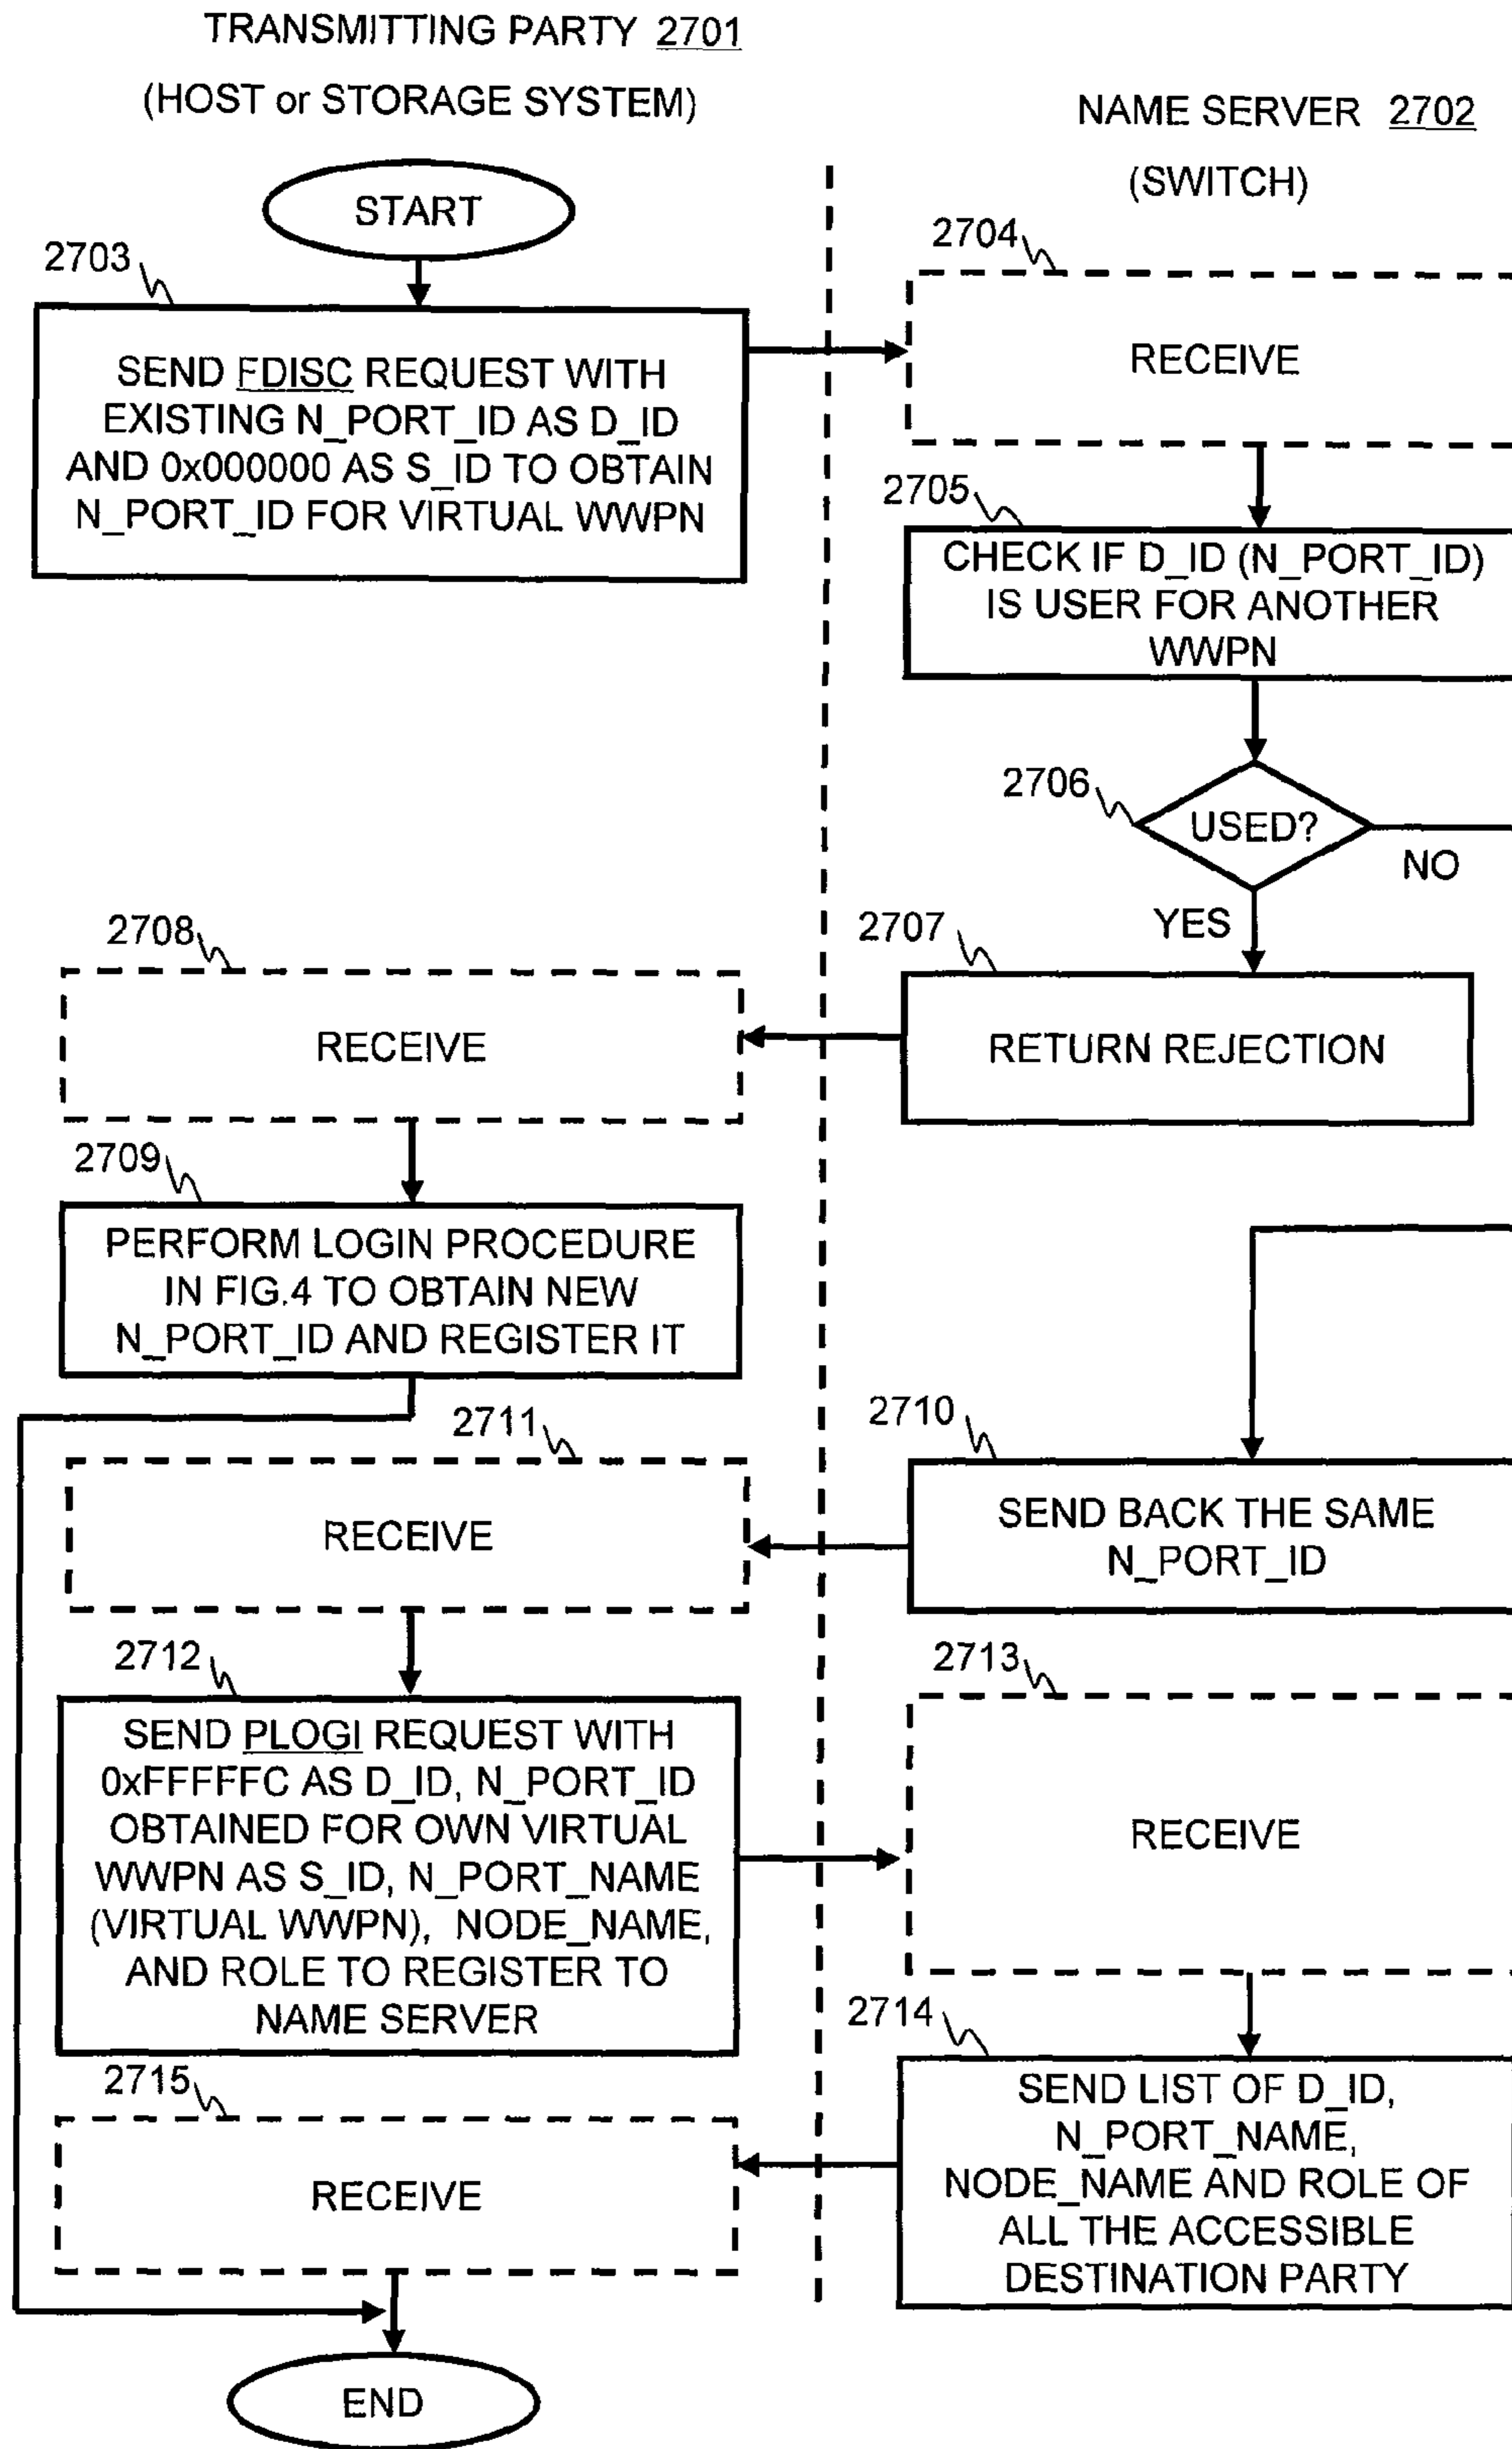 TRANSMITTING PARTY 2701
(HOST or STORAGE SYSTEM)
NAME SERVER 2702
(SWITCH)
START
2703
SEND FDISC REQUEST WITH
EXISTING N_PORT_ID AS D_ID
AND 0x000000 AS S_ID TO OBTAIN
N_PORT_ID FOR VIRTUAL WWPN
2704
RECEIVE
2705
CHECK IF D_ID (N_PORT_ID)
IS USER FOR ANOTHER
WWPN
2706
USED?
NO
YES
2707
RETURN REJECTION
2708
RECEIVE
2709
PERFORM LOGIN PROCEDURE
IN FIG.4 TO OBTAIN NEW
N_PORT_ID AND REGISTER IT
2710
SEND BACK THE SAME
N_PORT_ID
2711
RECEIVE
2712
SEND PLOGI REQUEST WITH
0xFFFFFC AS D_ID, N_PORT_ID
OBTAINED FOR OWN VIRTUAL
WWPN AS S_ID, N_PORT_NAME
(VIRTUAL WWPN), NODE_NAME,
AND ROLE TO REGISTER TO
NAME SERVER
2713
RECEIVE
2714
SEND LIST OF D_ID,
N_PORT_NAME,
NODE_NAME AND ROLE OF
ALL THE ACCESSIBLE
DESTINATION PARTY
2715
RECEIVE
END